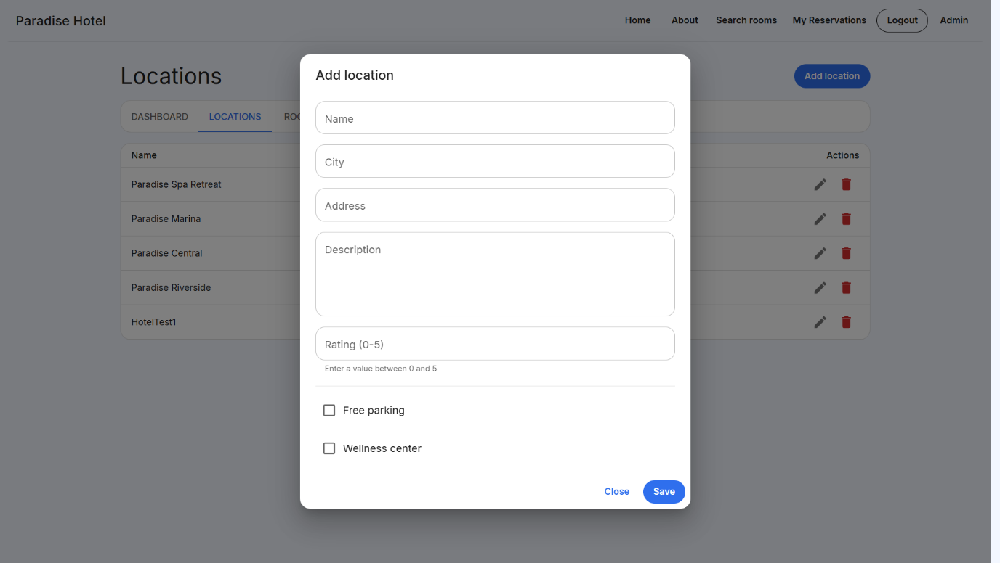 Paradise Hotel Home About Search rooms My Reservations Logout Admin
Locations Add location
DASHBOARD LOCATIONS
Name Actions
Paradise Spa Retreat
Paradise Marina
Paradise Central
Paradise Riverside
HotelTest1
Add location
Name
City
Address
Description
Rating (0-5)
Enter a value between 0 and 5
Free parking
Wellness center
Close Save